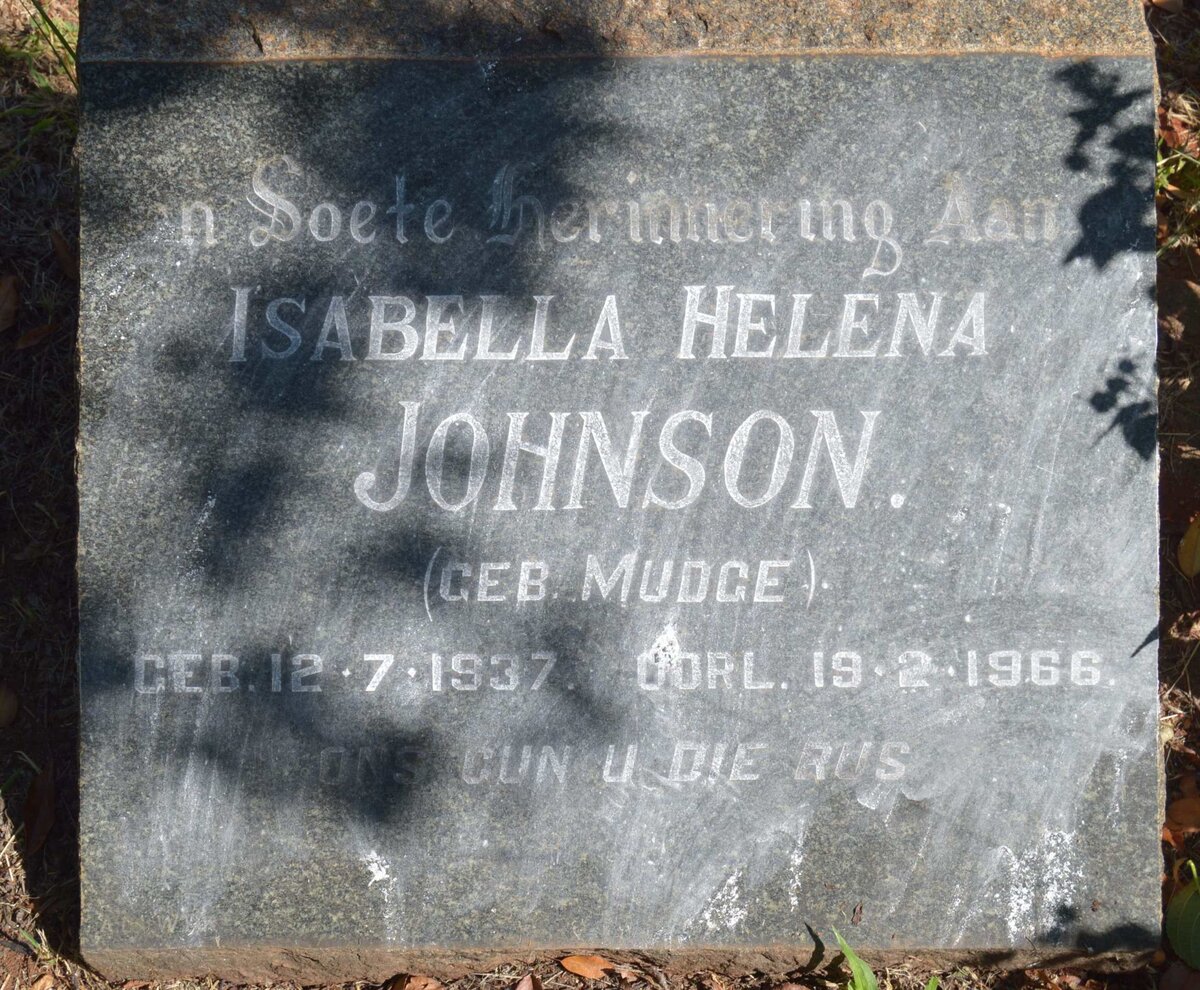 n Soete Herinnering Aan
ISABELLA HELENA
JOHNSON.
(GEB. MUDGE).
GEB. 12·7·1937. OORL. 19·2·1966.
ONS GUN U DIE RUS